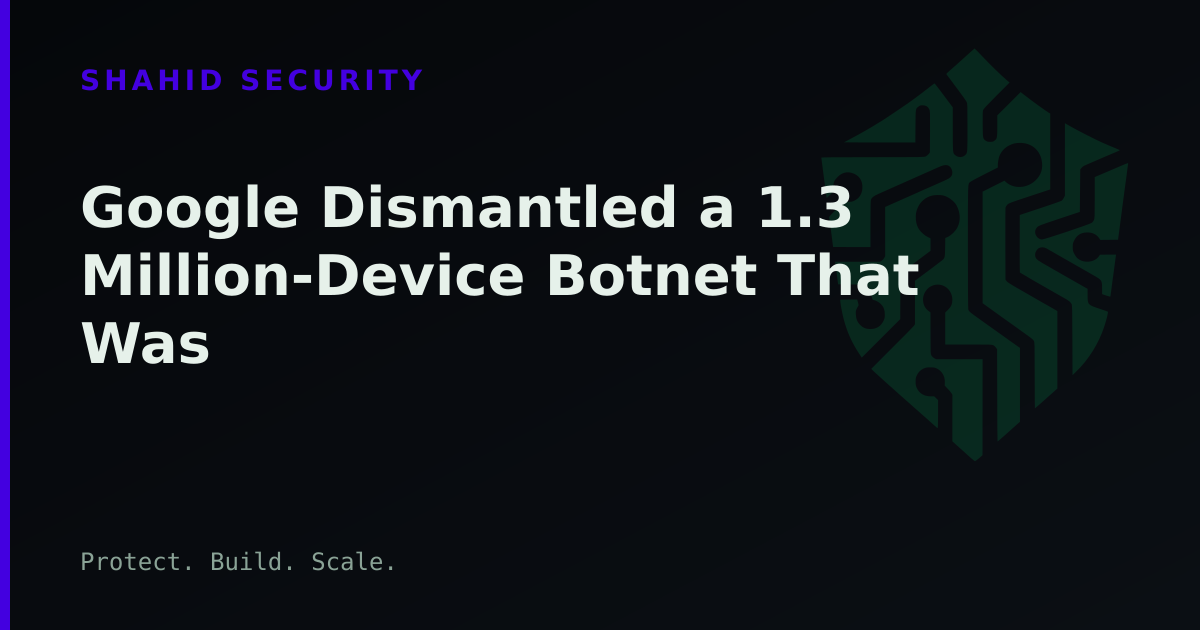 SHAHID SECURITY
Google Dismantled a 1.3
Million-Device Botnet That
Was
Protect. Build. Scale.